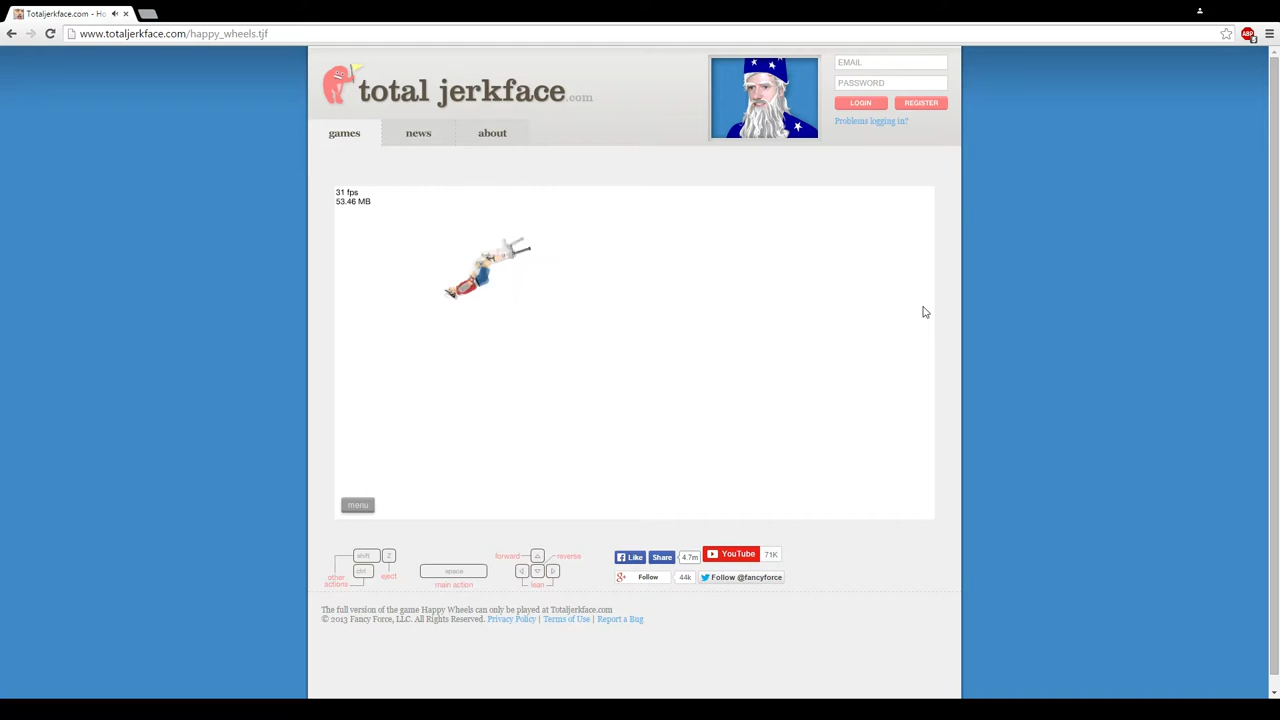 Totaljerkface.com - Ho
www.totaljerkface.com/happy_wheels.tjf
ABP
total jerkface.com
EMAIL
PASSWORD
LOGIN REGISTER
Problems logging in?
games news about
31 fps
53.46 MB
menu
shift Z
ctrl
other actions
eject
space
main action
forward reverse
lean
Like Share 4.7m YouTube 71K
g+ Follow 44k Follow @fancyforce
The full version of the game Happy Wheels can only be played at Totaljerkface.com
© 2013 Fancy Force, LLC. All Rights Reserved. Privacy Policy | Terms of Use | Report a Bug